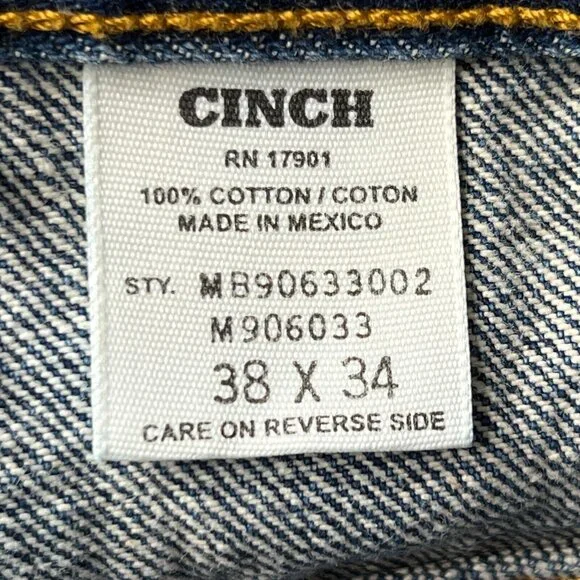 CINCH
RN 17901
100% COTTON / COTON
MADE IN MEXICO
STY. MB90633002
M906033
38 X 34
CARE ON REVERSE SIDE